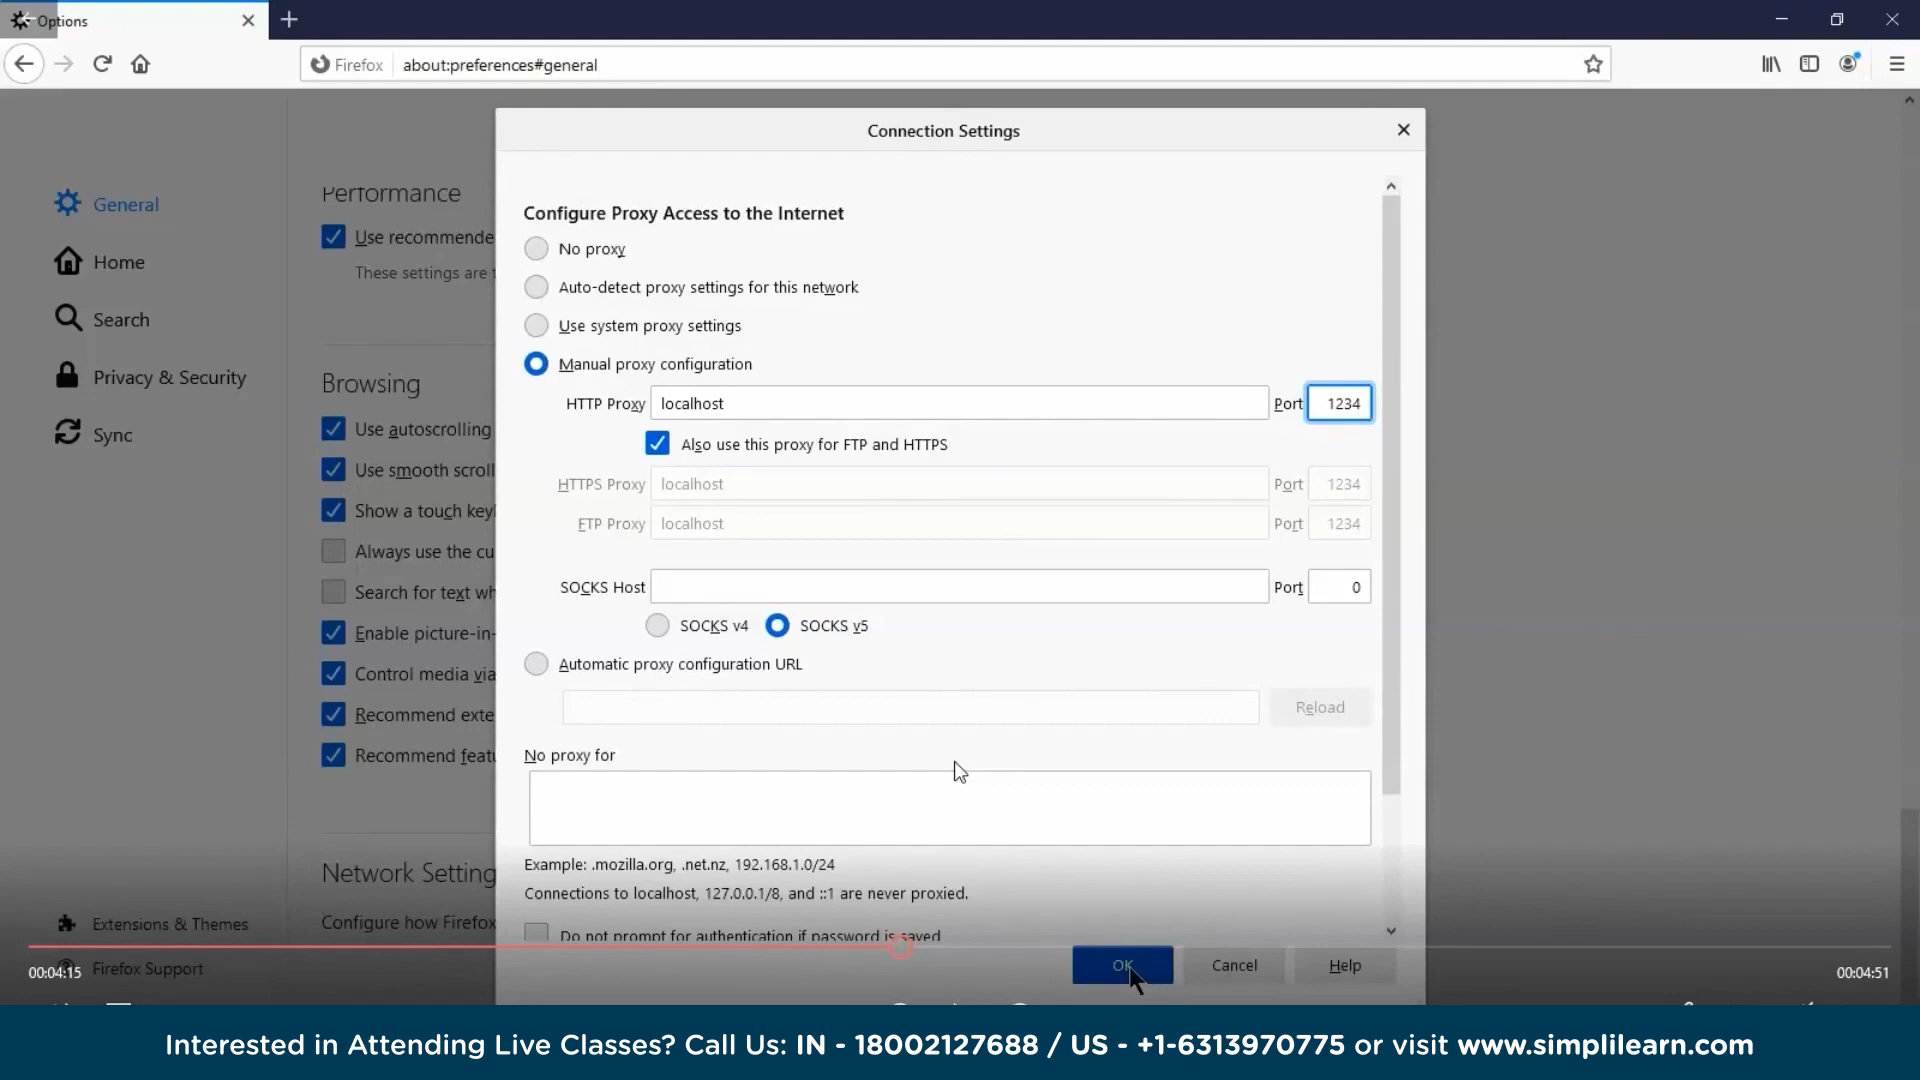 Options
Firefox
about:preferences#general
Connection Settings
General
Home
Search
Privacy & Security
Sync
Extensions & Themes
Firefox Support
Performance
Use recommende
These settings are t
Browsing
Use autoscrolling
Use smooth scroll
Show a touch key
Always use the cu
Search for text wh
Enable picture-in-
Control media via
Recommend exte
Recommend featu
Network Setting
Configure how Firefox
Configure Proxy Access to the Internet
No proxy
Auto-detect proxy settings for this network
Use system proxy settings
Manual proxy configuration
HTTP Proxy localhost Port 1234
Also use this proxy for FTP and HTTPS
HTTPS Proxy localhost Port 1234
FTP Proxy localhost Port 1234
SOCKS Host Port 0
SOCKS v4 SOCKS v5
Automatic proxy configuration URL
Reload
No proxy for
Example: .mozilla.org, .net.nz, 192.168.1.0/24
Connections to localhost, 127.0.0.1/8, and ::1 are never proxied.
Do not prompt for authentication if password is saved
OK Cancel Help
00:04:15 00:04:51
Interested in Attending Live Classes? Call Us: IN - 18002127688 / US - +1-6313970775 or visit www.simplilearn.com